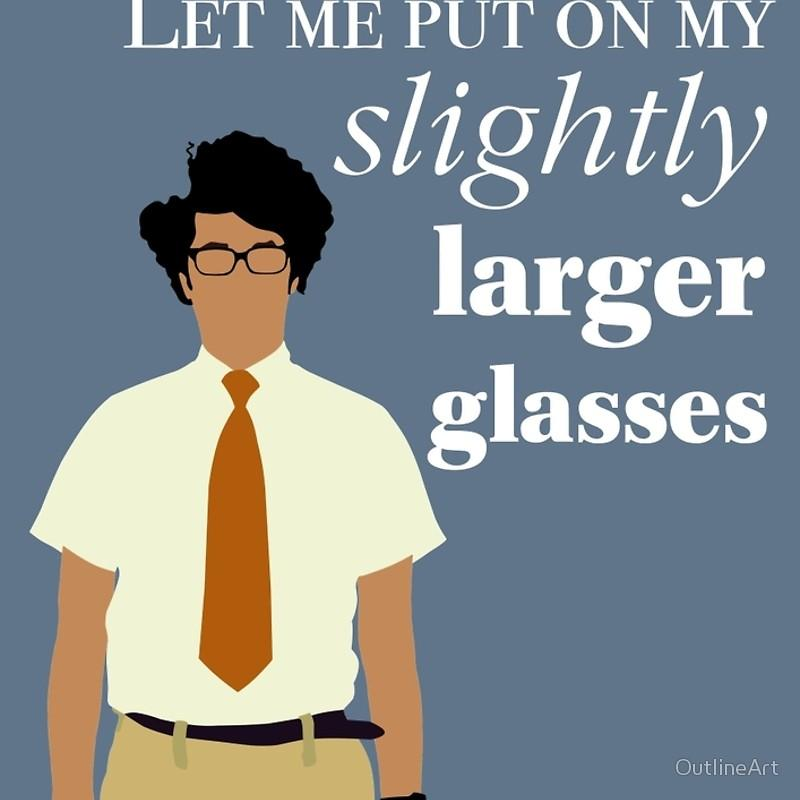 LET ME PUT ON MY
slightly
larger
glasses
OutlineArt